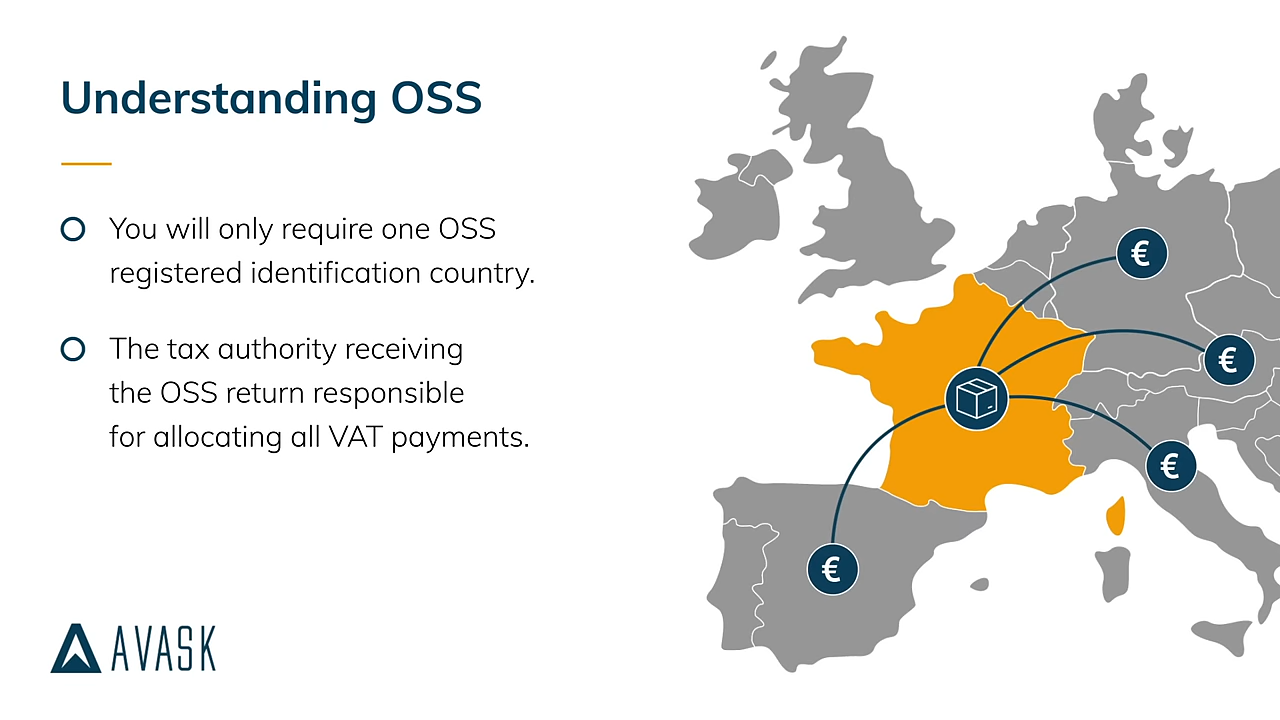 Understanding OSS
You will only require one OSS
registered identification country.
The tax authority receiving
the OSS return responsible
for allocating all VAT payments.
€
€
€
€
AVASK